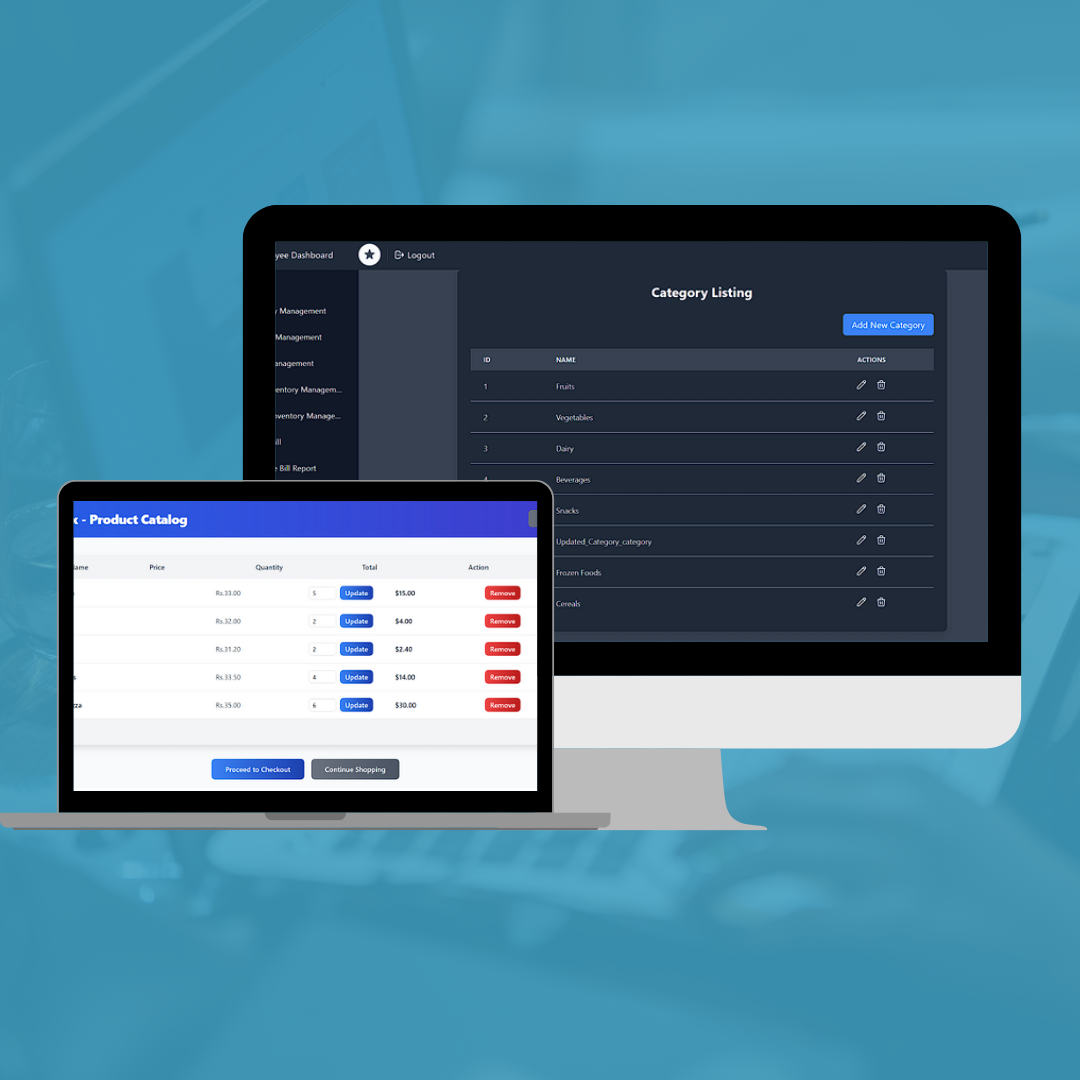 yee Dashboard
Logout
Category Listing
Add New Category
Management
Management
anagement
entory Managem...
ventory Manage...
ill
Bill Report
ID NAME ACTIONS
1 Fruits
2 Vegetables
3 Dairy
4 Beverages
Snacks
Updated_Category_category
Frozen Foods
Cereals
x - Product Catalog
ame Price Quantity Total Action
Rs.33.00 5 Update $15.00 Remove
Rs.32.00 2 Update $4.00 Remove
Rs.31.20 2 Update $2.40 Remove
s Rs.33.50 4 Update $14.00 Remove
zza Rs.35.00 6 Update $30.00 Remove
Proceed to Checkout Continue Shopping